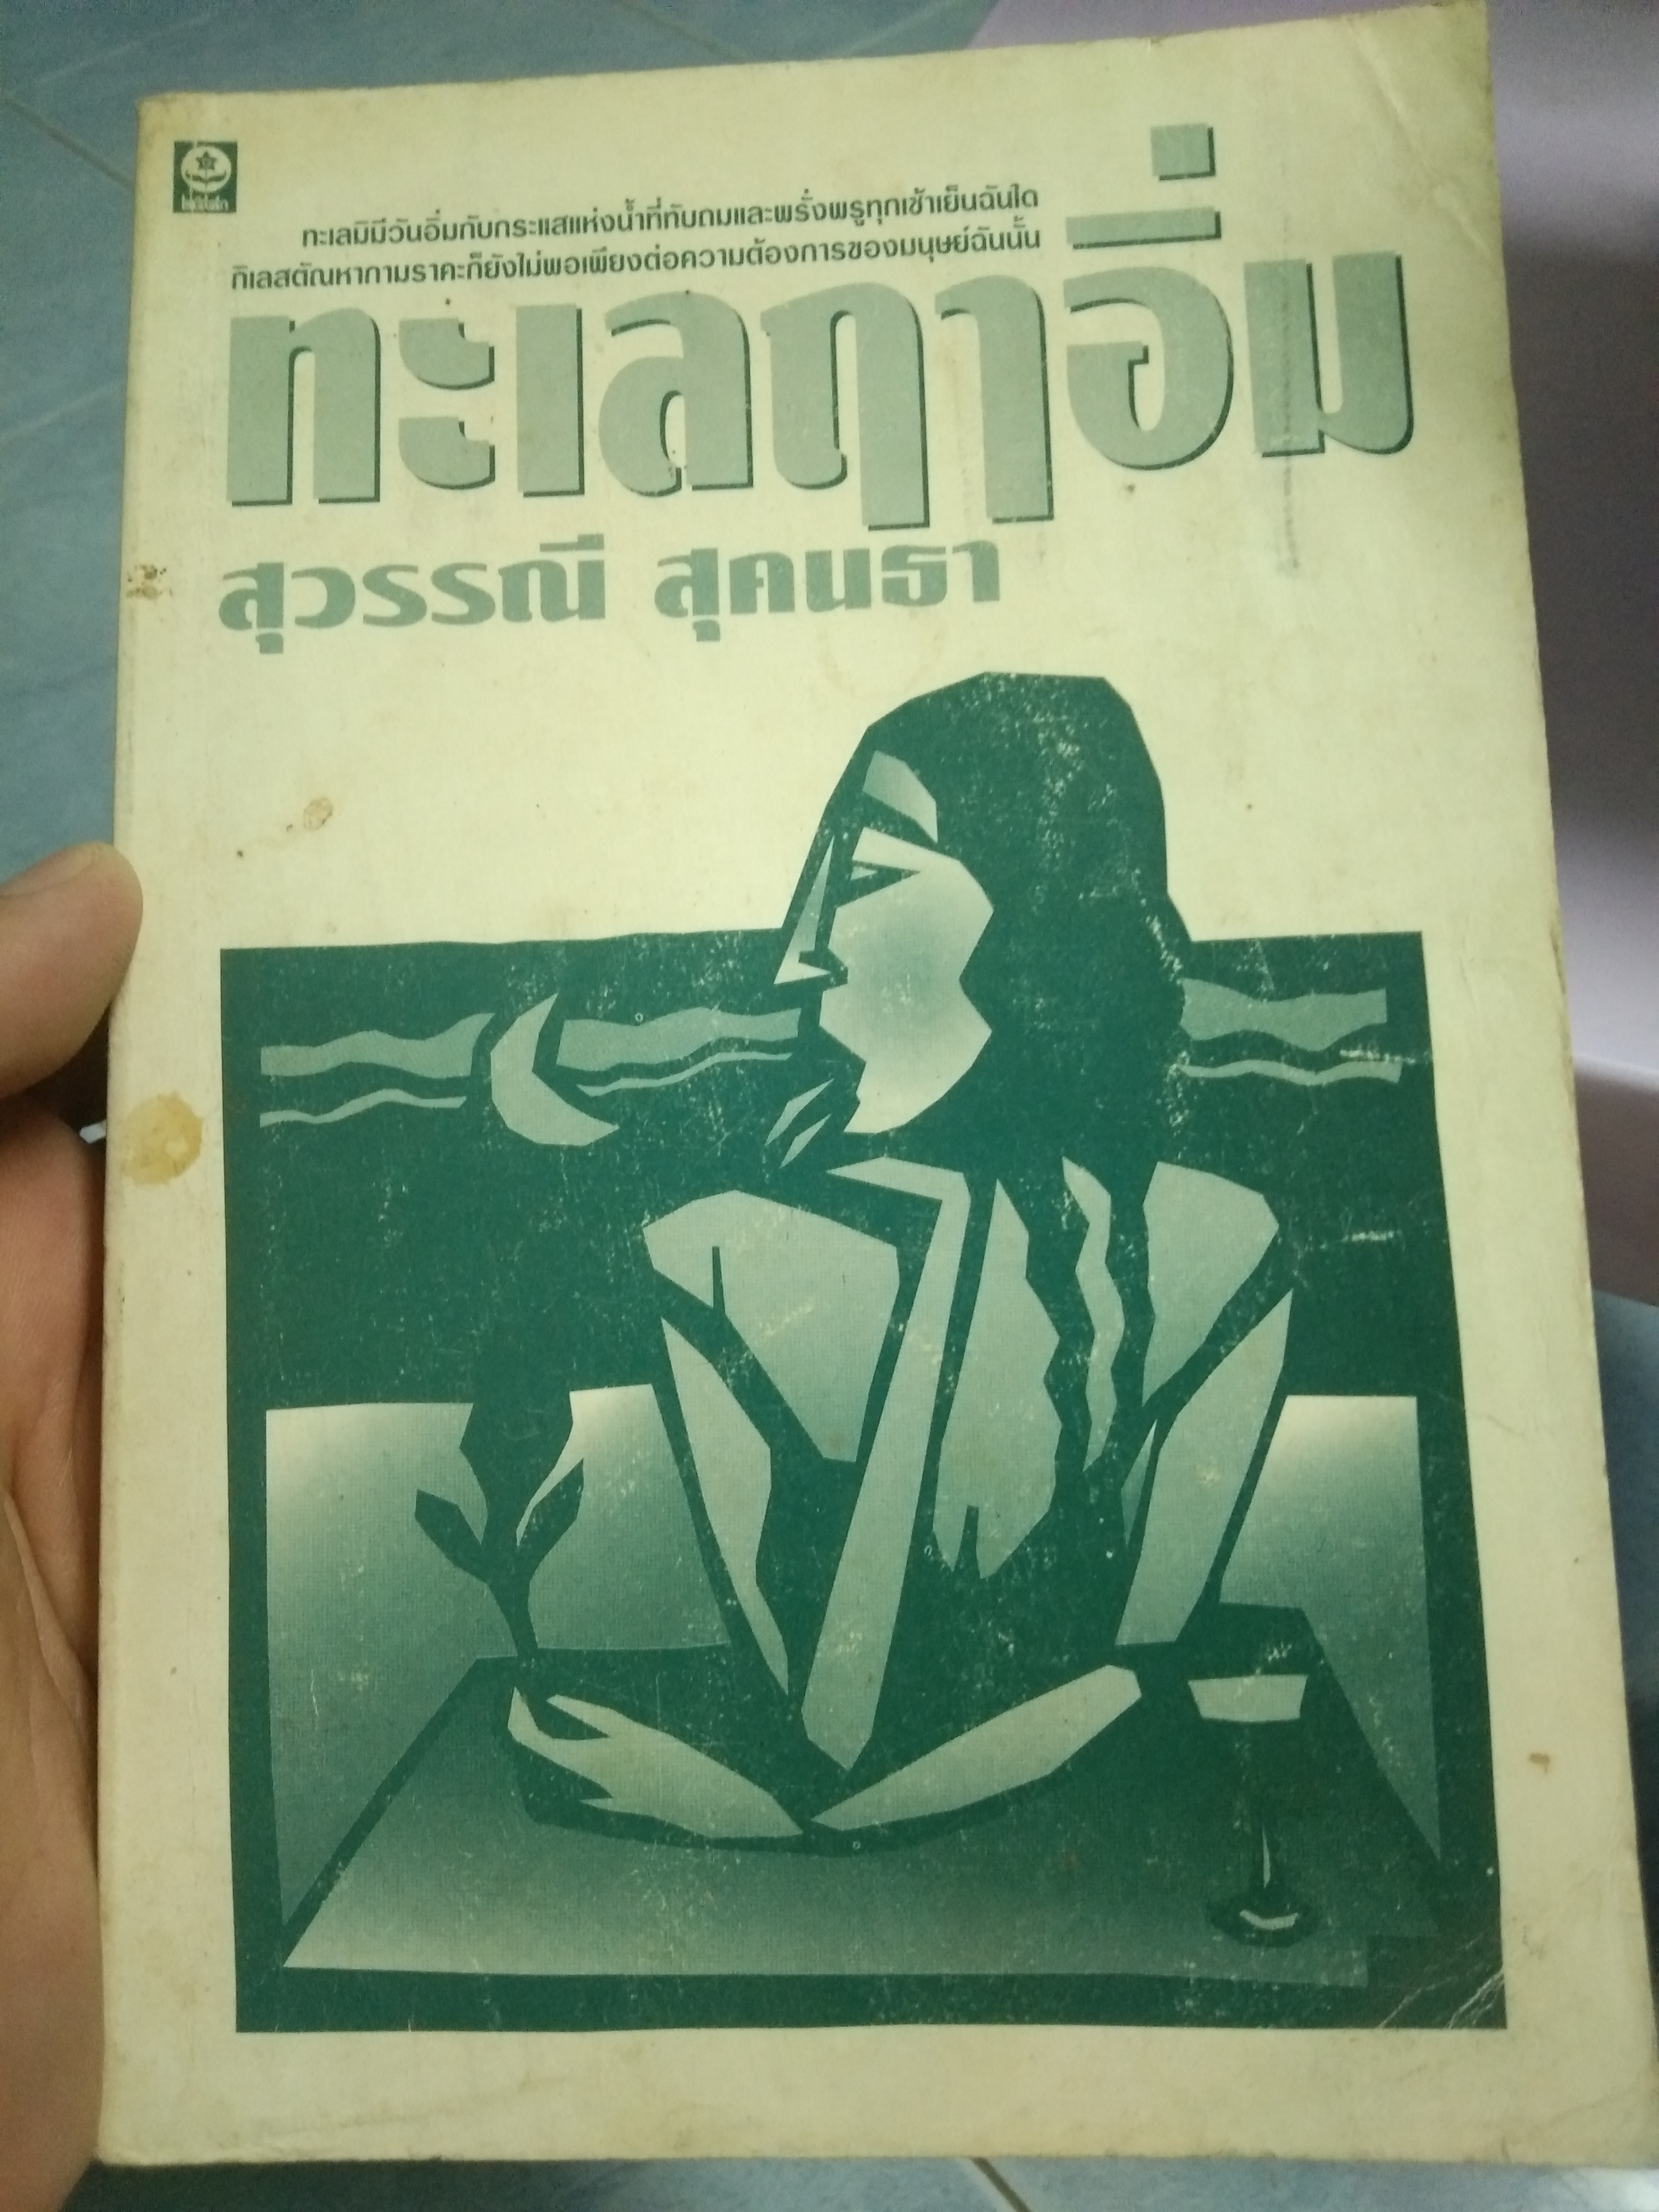 ทะเลมิมีวันอิ่มกับกระแสแห่งน้ำที่ทับถมและพรั่งพรูทุกเช้าเย็นฉันใด
กิเลสตัณหากามราคะก็ยังไม่พอเพียงต่อความต้องการของมนุษย์ฉันนั้น
ทะเลฤาอิ่ม
สุวรรณี สุคนธา